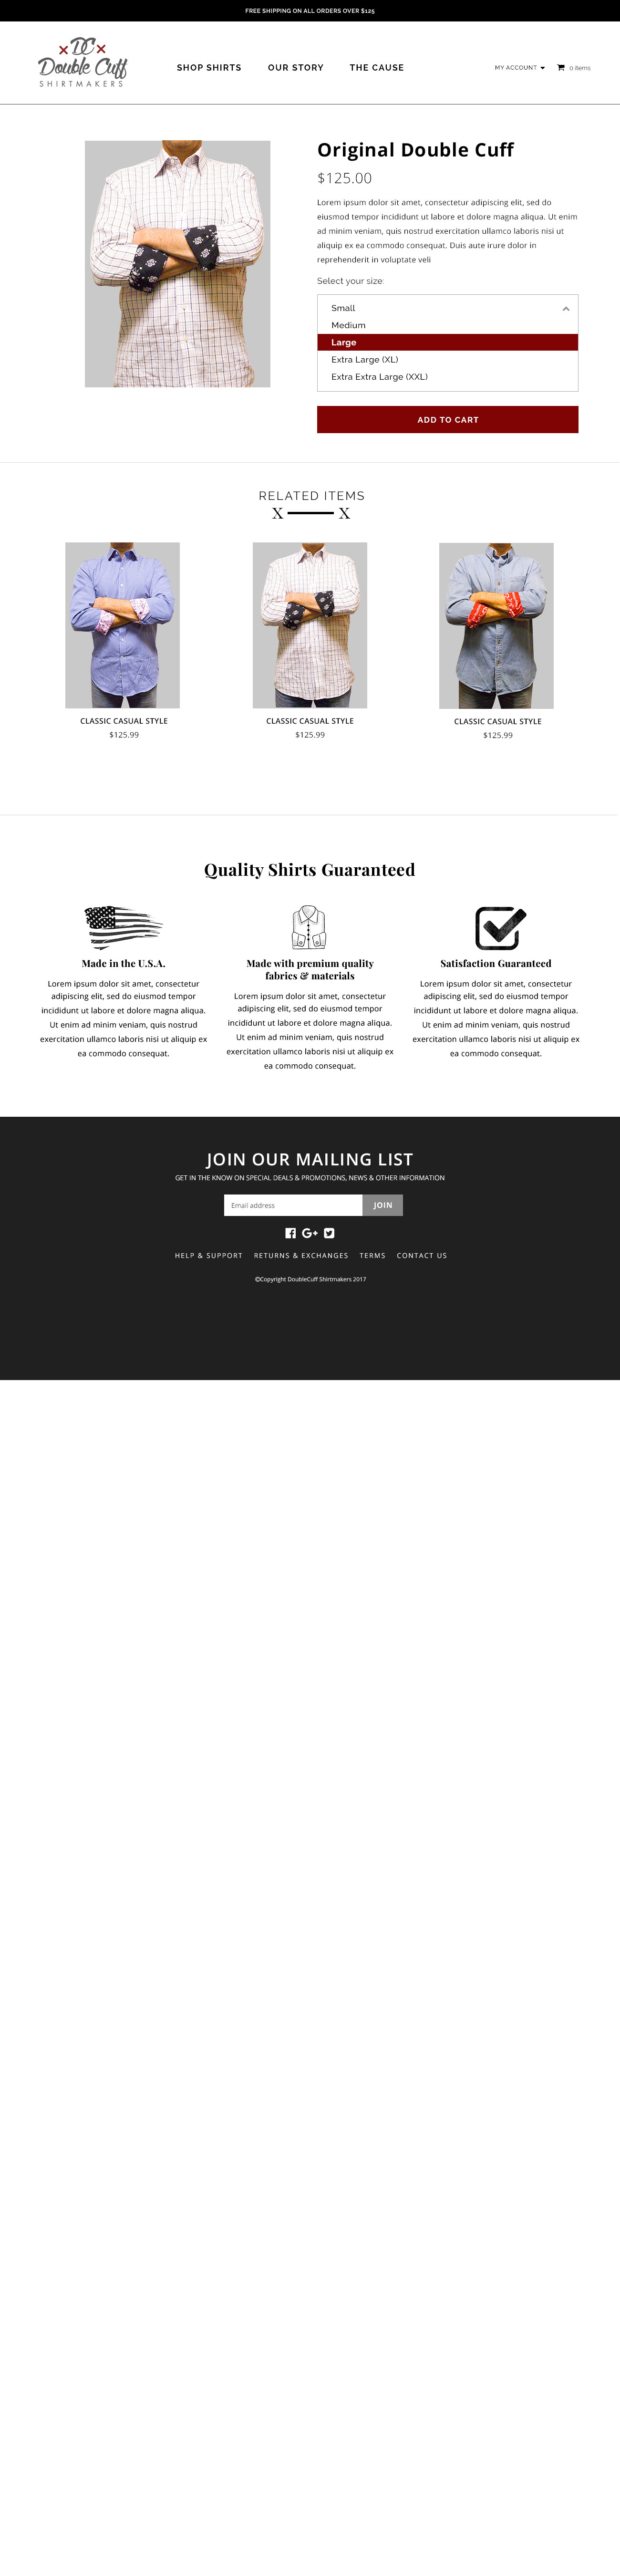 FREE SHIPPING ON ALL ORDERS OVER $125
DC
Double Cuff
SHIRTMAKERS
SHOP SHIRTS
OUR STORY
THE CAUSE
MY ACCOUNT
0 items
Original Double Cuff
$125.00
Lorem ipsum dolor sit amet, consectetur adipiscing elit, sed do
eiusmod tempor incididunt ut labore et dolore magna aliqua. Ut enim
ad minim veniam, quis nostrud exercitation ullamco laboris nisi ut
aliquip ex ea commodo consequat. Duis aute irure dolor in
reprehenderit in voluptate veli
Select your size:
Small
Medium
Large
Extra Large (XL)
Extra Extra Large (XXL)
ADD TO CART
RELATED ITEMS
X X
CLASSIC CASUAL STYLE
$125.99
CLASSIC CASUAL STYLE
$125.99
CLASSIC CASUAL STYLE
$125.99
Quality Shirts Guaranteed
Made in the U.S.A.
Lorem ipsum dolor sit amet, consectetur
adipiscing elit, sed do eiusmod tempor
incididunt ut labore et dolore magna aliqua.
Ut enim ad minim veniam, quis nostrud
exercitation ullamco laboris nisi ut aliquip ex
ea commodo consequat.
Made with premium quality
fabrics & materials
Lorem ipsum dolor sit amet, consectetur
adipiscing elit, sed do eiusmod tempor
incididunt ut labore et dolore magna aliqua.
Ut enim ad minim veniam, quis nostrud
exercitation ullamco laboris nisi ut aliquip ex
ea commodo consequat.
Satisfaction Guaranteed
Lorem ipsum dolor sit amet, consectetur
adipiscing elit, sed do eiusmod tempor
incididunt ut labore et dolore magna aliqua.
Ut enim ad minim veniam, quis nostrud
exercitation ullamco laboris nisi ut aliquip ex
ea commodo consequat.
JOIN OUR MAILING LIST
GET IN THE KNOW ON SPECIAL DEALS & PROMOTIONS, NEWS & OTHER INFORMATION
Email address
JOIN
HELP & SUPPORT
RETURNS & EXCHANGES
TERMS
CONTACT US
©Copyright DoubleCuff Shirtmakers 2017